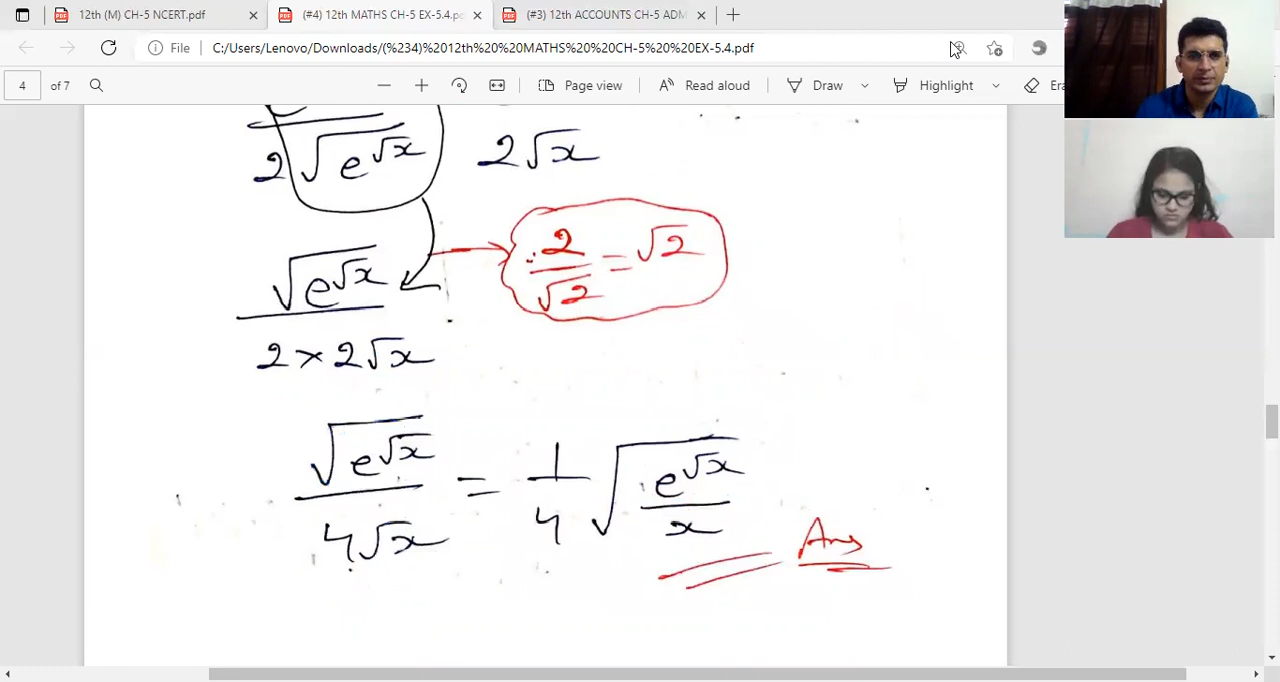 12th (M) CH-5 NCERT.pdf
(#4) 12th MATHS CH-5 EX-5.4.p
(#3) 12th ACCOUNTS CH-5 ADM
File
C:/Users/Lenovo/Downloads/(%234)%2012th%20%20MATHS%20%20CH-5%20%20EX-5.4.pdf
4 of 7
Page view
Read aloud
Draw
Highlight
Era
2√(e^√x) 2√x
2/√2 = √2
√(e^√x) / (2 × 2√x)
√(e^√x) / (4√x) = 1/4 √(e^√x / x)
Ans